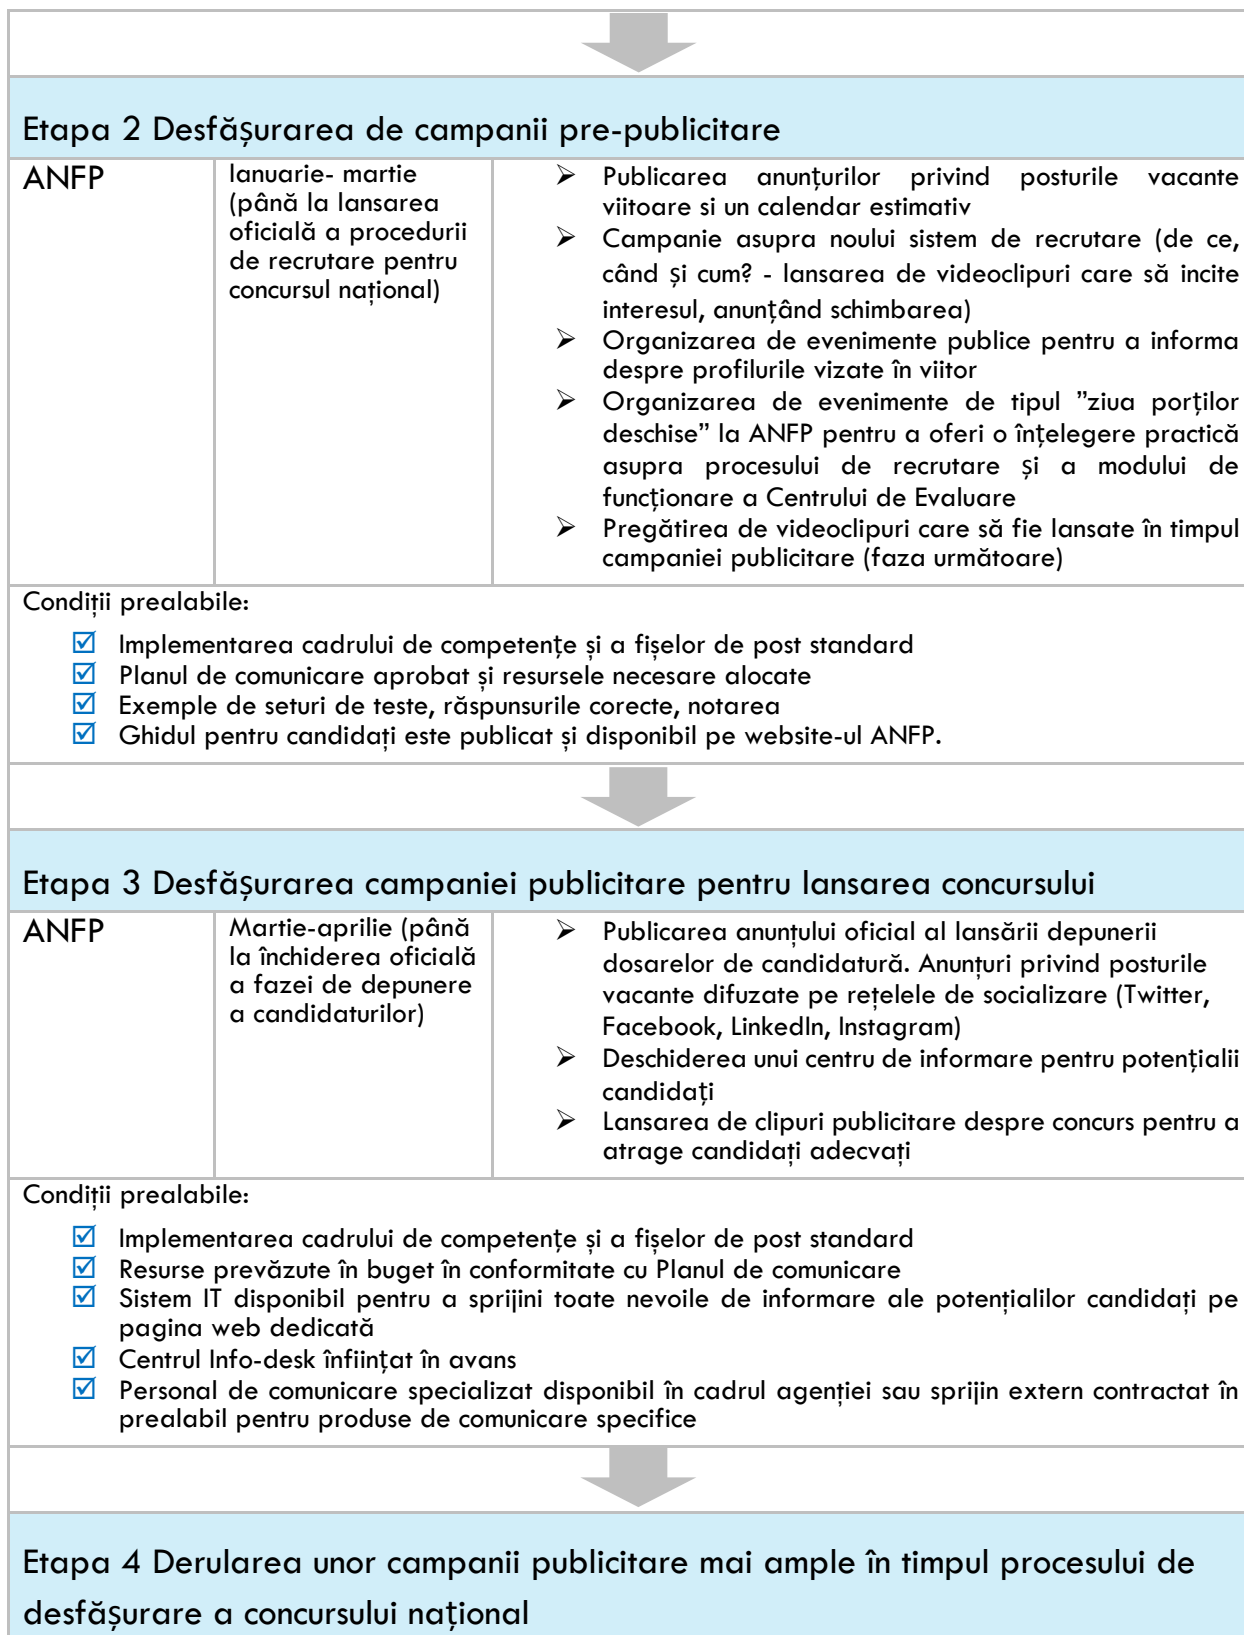 Etapa 2 Desfășurarea de campanii pre-publicitare
ANFP
Ianuarie- martie
(până la lansarea
oficială a procedurii
de recrutare pentru
concursul național)
➢ Publicarea anunțurilor privind posturile vacante
viitoare si un calendar estimativ
➢ Campanie asupra noului sistem de recrutare (de ce,
când și cum? - lansarea de videoclipuri care să incite
interesul, anunțând schimbarea)
➢ Organizarea de evenimente publice pentru a informa
despre profilurile vizate în viitor
➢ Organizarea de evenimente de tipul ”ziua porților
deschise” la ANFP pentru a oferi o înțelegere practică
asupra procesului de recrutare și a modului de
funcționare a Centrului de Evaluare
➢ Pregătirea de videoclipuri care să fie lansate în timpul
campaniei publicitare (faza următoare)
Condiții prealabile:
☑ Implementarea cadrului de competențe și a fișelor de post standard
☑ Planul de comunicare aprobat și resursele necesare alocate
☑ Exemple de seturi de teste, răspunsurile corecte, notarea
☑ Ghidul pentru candidați este publicat și disponibil pe website-ul ANFP.
Etapa 3 Desfășurarea campaniei publicitare pentru lansarea concursului
ANFP
Martie-aprilie (până
la închiderea oficială
a fazei de depunere
a candidaturilor)
➢ Publicarea anunțului oficial al lansării depunerii
dosarelor de candidatură. Anunțuri privind posturile
vacante difuzate pe rețelele de socializare (Twitter,
Facebook, LinkedIn, Instagram)
➢ Deschiderea unui centru de informare pentru potențialii
candidați
➢ Lansarea de clipuri publicitare despre concurs pentru a
atrage candidați adecvați
Condiții prealabile:
☑ Implementarea cadrului de competențe și a fișelor de post standard
☑ Resurse prevăzute în buget în conformitate cu Planul de comunicare
☑ Sistem IT disponibil pentru a sprijini toate nevoile de informare ale potențialilor candidați pe
pagina web dedicată
☑ Centrul Info-desk înființat în avans
☑ Personal de comunicare specializat disponibil în cadrul agenției sau sprijin extern contractat în
prealabil pentru produse de comunicare specifice
Etapa 4 Derularea unor campanii publicitare mai ample în timpul procesului de
desfășurare a concursului național